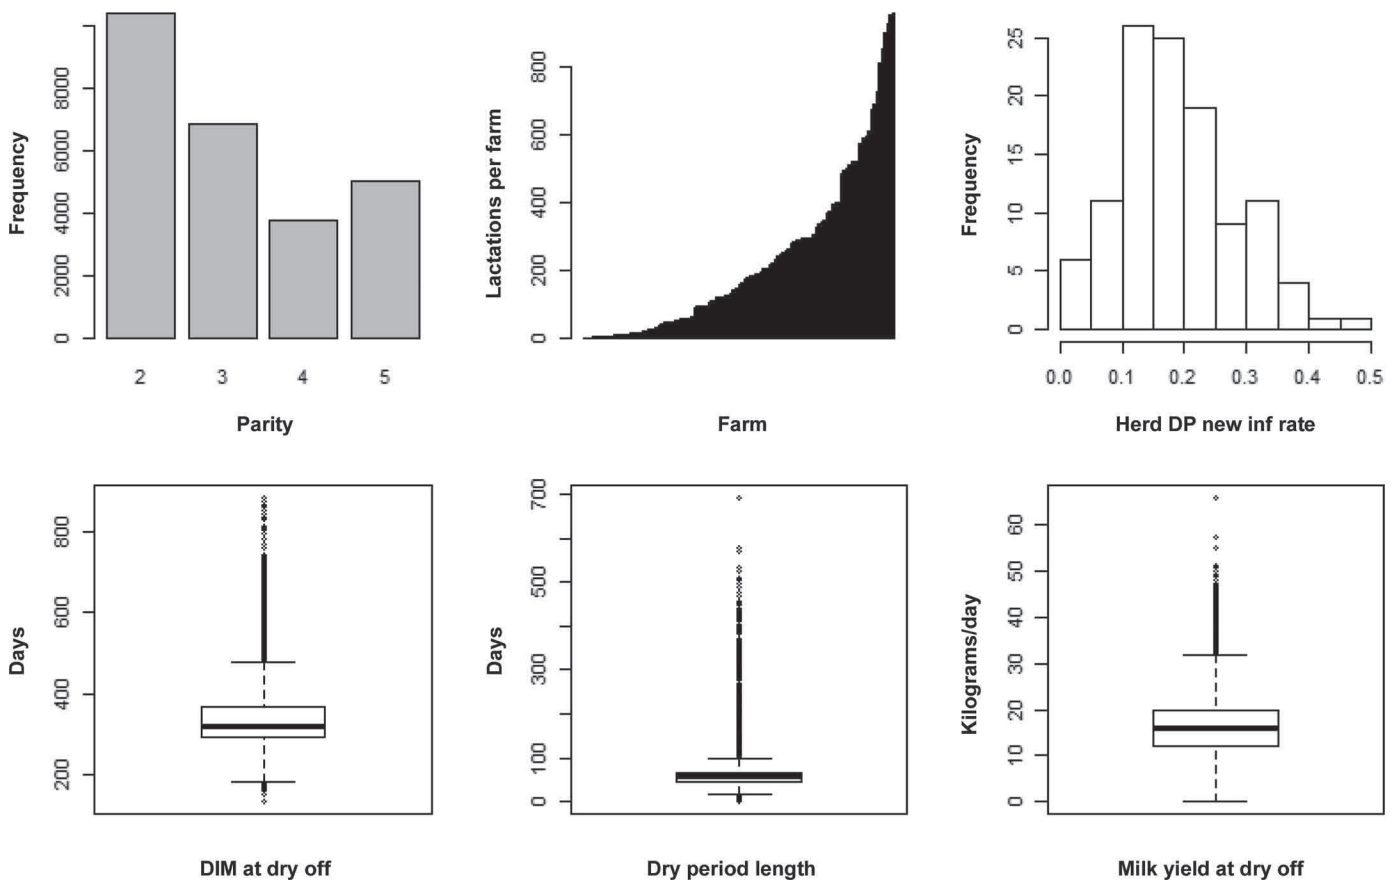 Frequency
0 2000 4000 6000 8000
2 3 4 5
Parity
Lactations per farm
0 200 400 600 800
Farm
Frequency
0 5 10 15 20 25
0.0 0.1 0.2 0.3 0.4 0.5
Herd DP new inf rate
Days
200 400 600 800
DIM at dry off
Days
0 100 300 500 700
Dry period length
Kilograms/day
0 10 20 30 40 50 60
Milk yield at dry off